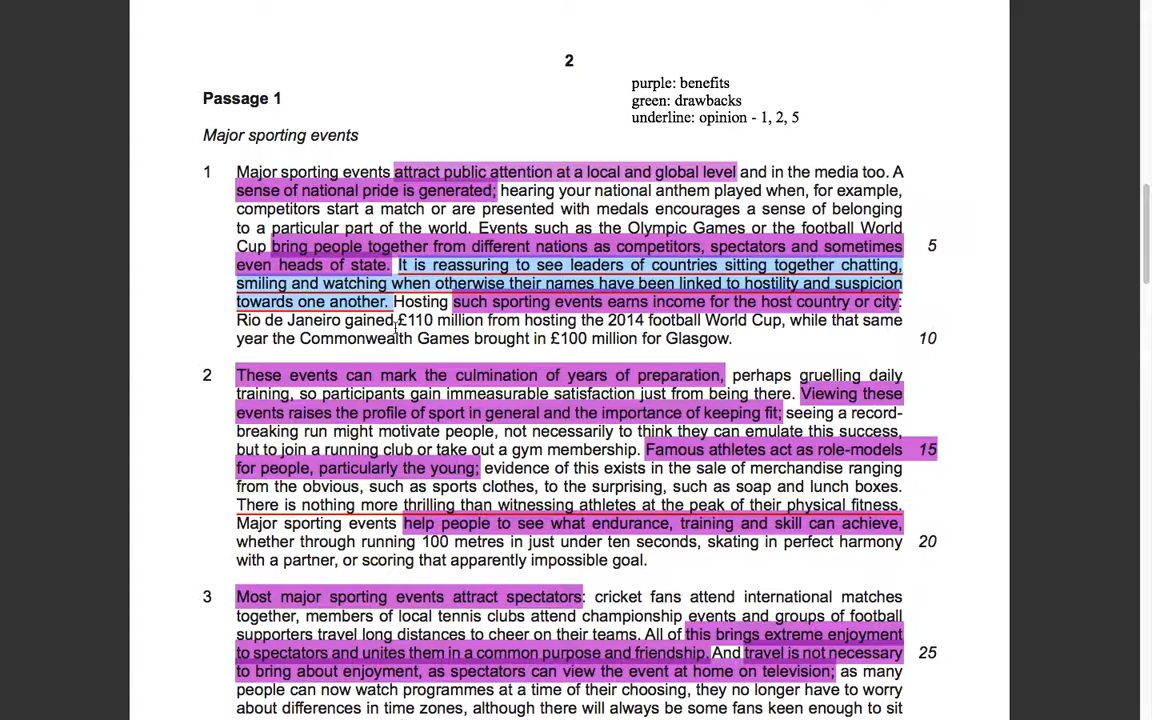 2
purple: benefits
green: drawbacks
underline: opinion - 1, 2, 5
Passage 1
Major sporting events
1 Major sporting events attract public attention at a local and global level and in the media too. A
sense of national pride is generated; hearing your national anthem played when, for example,
competitors start a match or are presented with medals encourages a sense of belonging
to a particular part of the world. Events such as the Olympic Games or the football World
Cup bring people together from different nations as competitors, spectators and sometimes 5
even heads of state. It is reassuring to see leaders of countries sitting together chatting,
smiling and watching when otherwise their names have been linked to hostility and suspicion
towards one another. Hosting such sporting events earns income for the host country or city:
Rio de Janeiro gained £110 million from hosting the 2014 football World Cup, while that same
year the Commonwealth Games brought in £100 million for Glasgow. 10
2 These events can mark the culmination of years of preparation, perhaps gruelling daily
training, so participants gain immeasurable satisfaction just from being there. Viewing these
events raises the profile of sport in general and the importance of keeping fit; seeing a record-
breaking run might motivate people, not necessarily to think they can emulate this success,
but to join a running club or take out a gym membership. Famous athletes act as role-models 15
for people, particularly the young; evidence of this exists in the sale of merchandise ranging
from the obvious, such as sports clothes, to the surprising, such as soap and lunch boxes.
There is nothing more thrilling than witnessing athletes at the peak of their physical fitness.
Major sporting events help people to see what endurance, training and skill can achieve,
whether through running 100 metres in just under ten seconds, skating in perfect harmony 20
with a partner, or scoring that apparently impossible goal.
3 Most major sporting events attract spectators: cricket fans attend international matches
together, members of local tennis clubs attend championship events and groups of football
supporters travel long distances to cheer on their teams. All of this brings extreme enjoyment
to spectators and unites them in a common purpose and friendship. And travel is not necessary 25
to bring about enjoyment, as spectators can view the event at home on television; as many
people can now watch programmes at a time of their choosing, they no longer have to worry
about differences in time zones, although there will always be some fans keen enough to sit